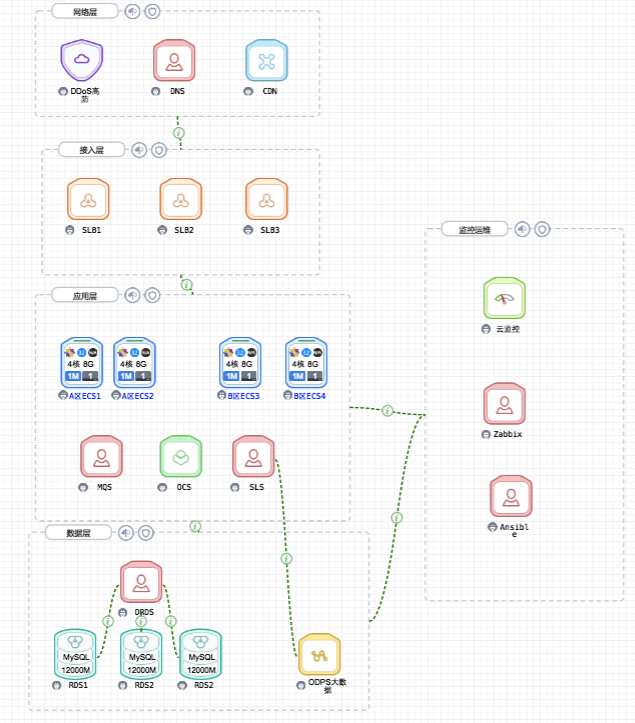 网络层
DDoS高
防
DNS
CDN
接入层
SLB1
SLB2
SLB3
监控运维
云监控
应用层
4核 8G
1M 1
A区ECS1
4核 8G
1M 1
A区ECS2
4核 8G
1M 1
B区ECS3
4核 8G
1M 1
B区ECS4
Zabbix
MQS
OCS
SLS
Ansibl
e
数据层
DRDS
MySQL
12000M
RDS1
MySQL
12000M
RDS2
MySQL
12000M
RDS2
ODPS大数
据